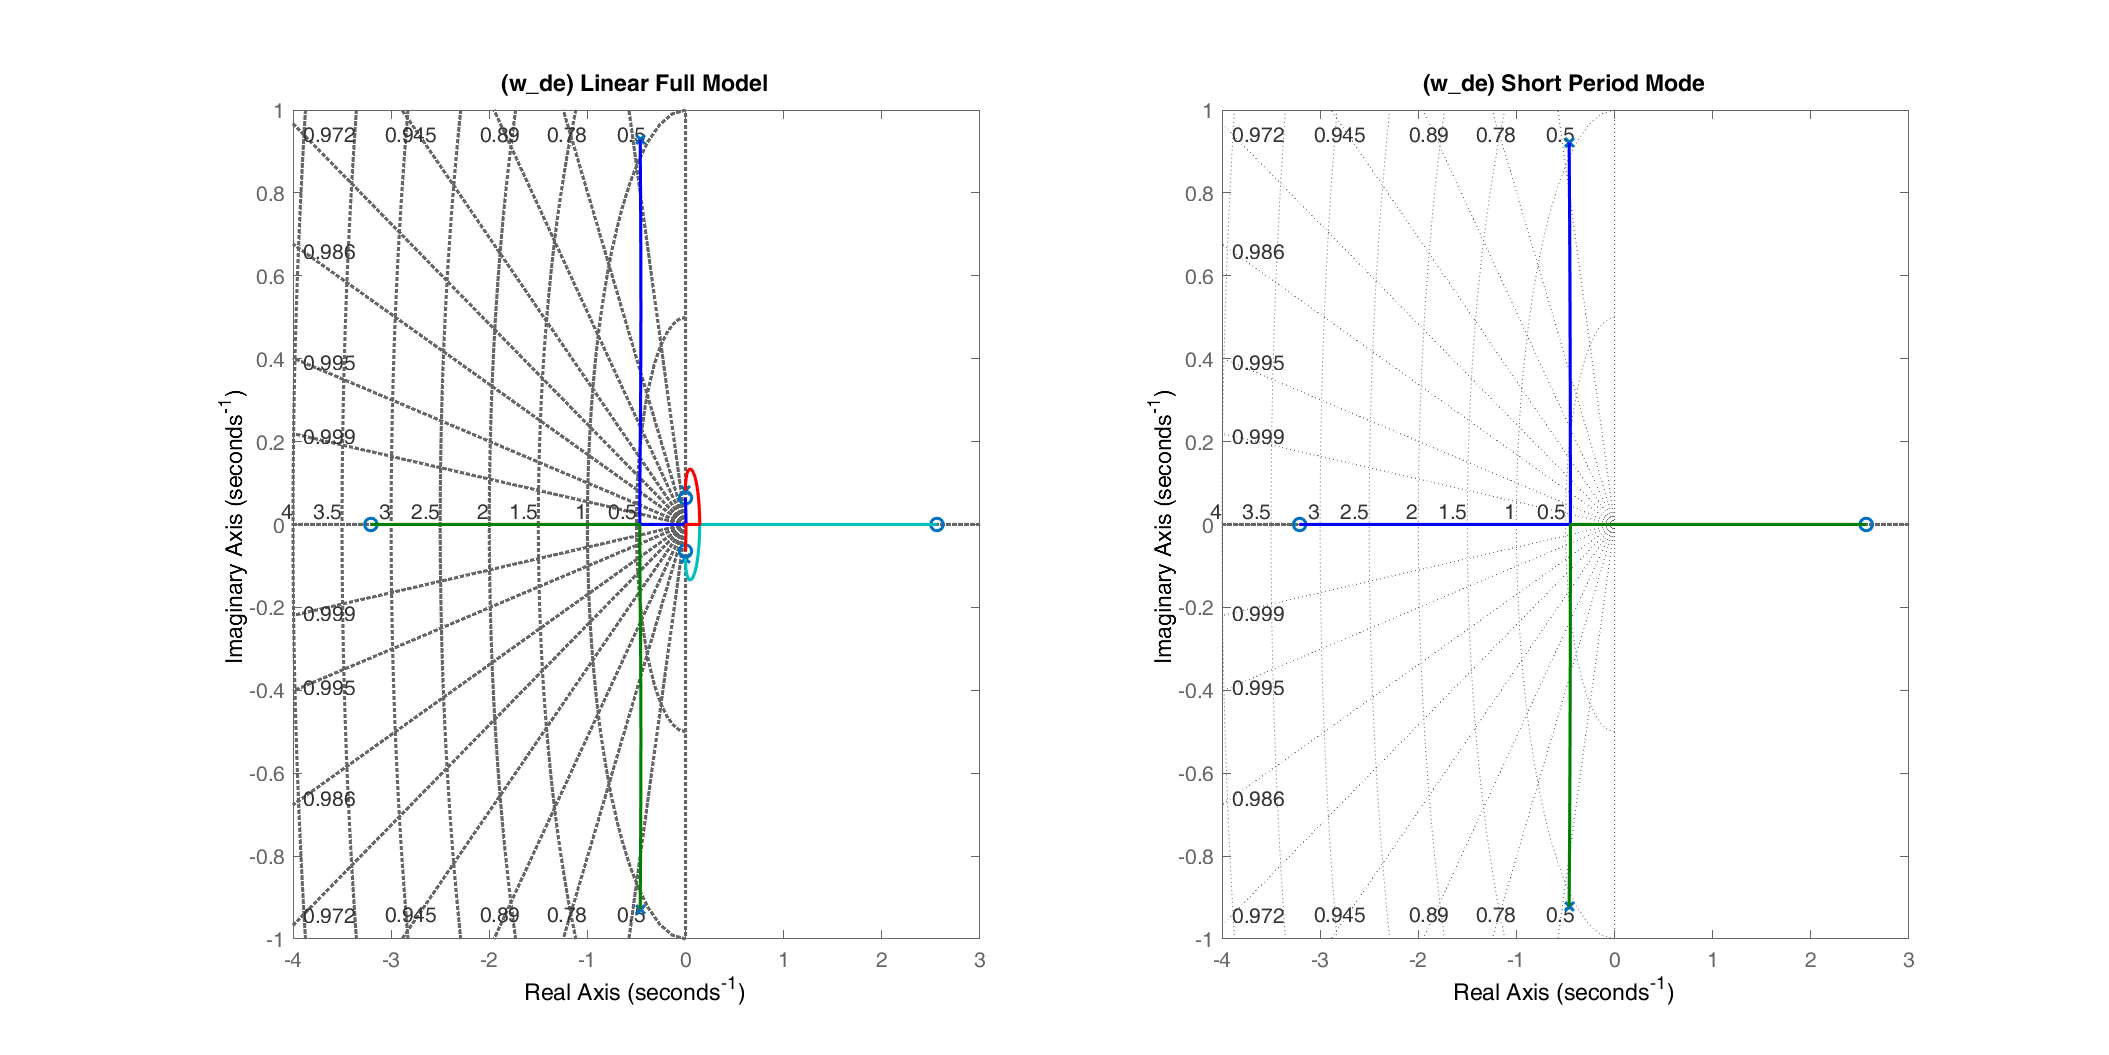 (w_de) Linear Full Model
1
0.8
0.6
0.4
0.2
0
-0.2
-0.4
-0.6
-0.8
-1
Imaginary Axis (seconds-1)
0.972 0.945 0.89 0.78 0.5
0.986
0.995
0.999
4 3.5 3 2.5 2 1.5 1 0.5
0.999
0.995
0.986
0.972 0.945 0.89 0.78 0.5
-4 -3 -2 -1 0 1 2 3
Real Axis (seconds-1)
(w_de) Short Period Mode
1
0.8
0.6
0.4
0.2
0
-0.2
-0.4
-0.6
-0.8
-1
Imaginary Axis (seconds-1)
0.972 0.945 0.89 0.78 0.5
0.986
0.995
0.999
4 3.5 3 2.5 2 1.5 1 0.5
0.999
0.995
0.986
0.972 0.945 0.89 0.78 0.5
-4 -3 -2 -1 0 1 2 3
Real Axis (seconds-1)